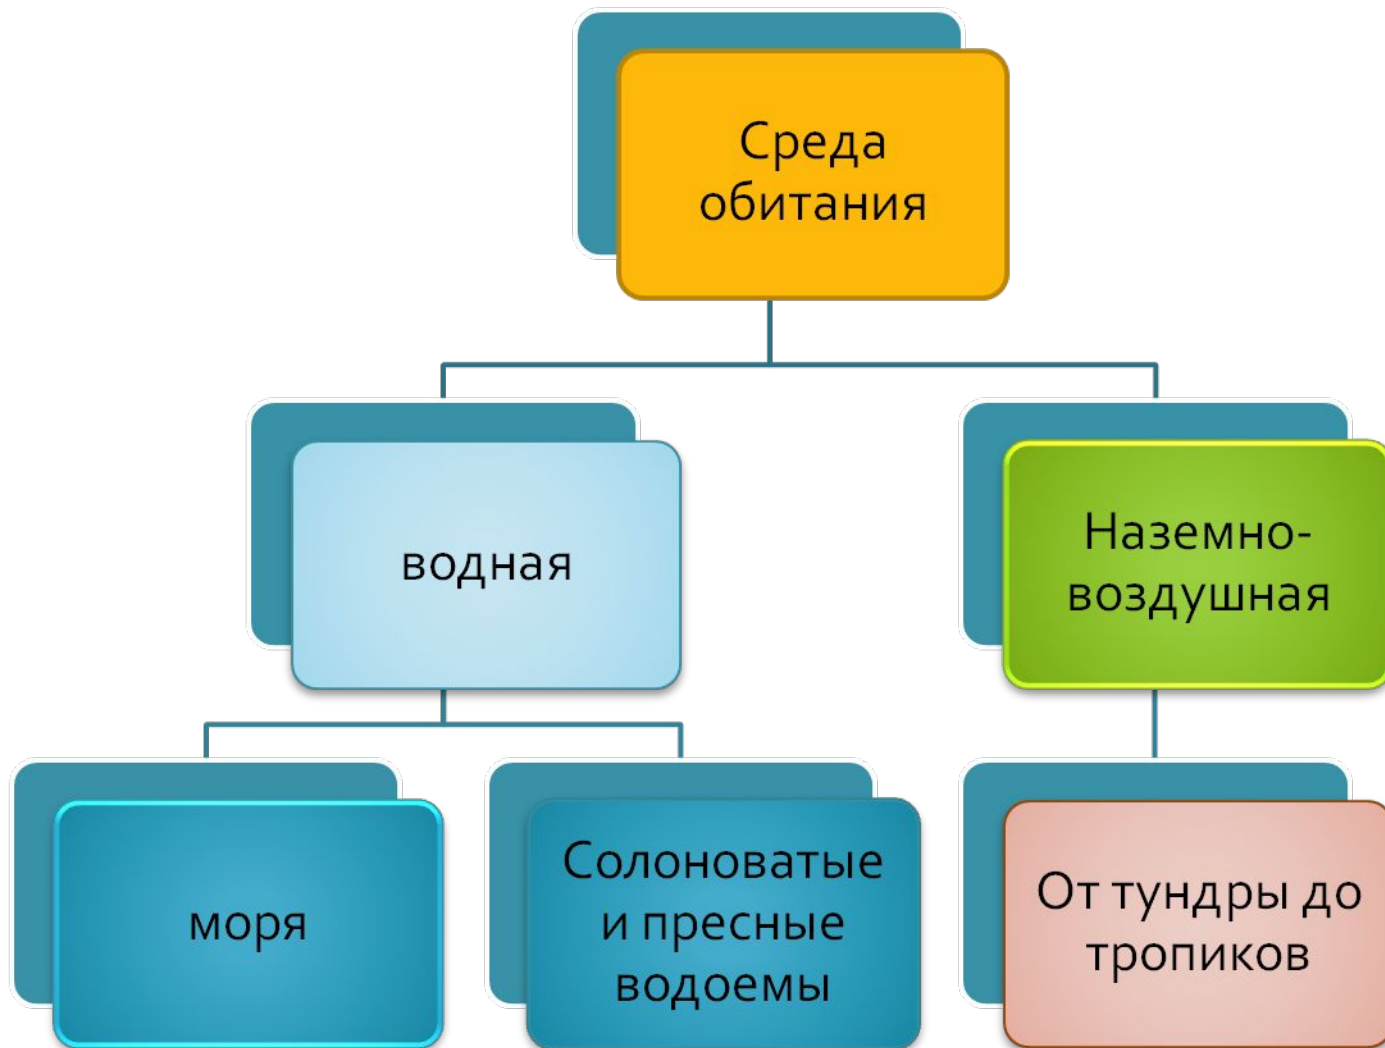 Среда
обитания
водная
Наземно-
воздушная
моря
Солоноватые
и пресные
водоемы
От тундры до
тропиков